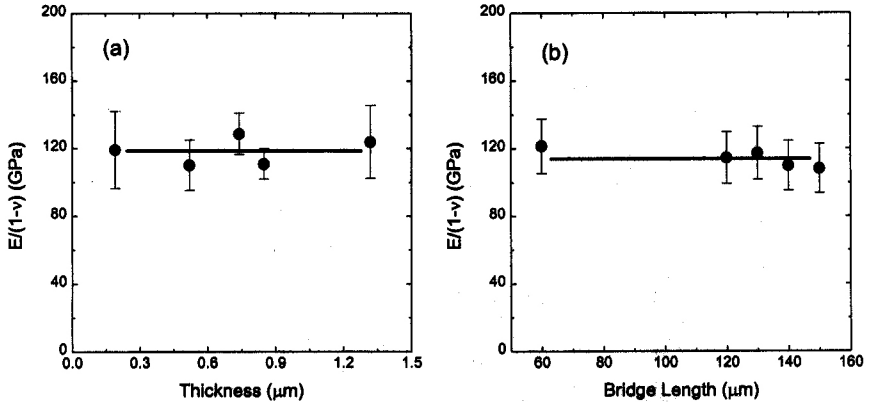 (a)
E/(1-ν) (GPa)
200
160
120
80
40
0
0.0 0.3 0.6 0.9 1.2 1.5
Thickness (μm)
(b)
E/(1-ν) (GPa)
200
160
120
80
40
0
60 80 100 120 140 160
Bridge Length (μm)